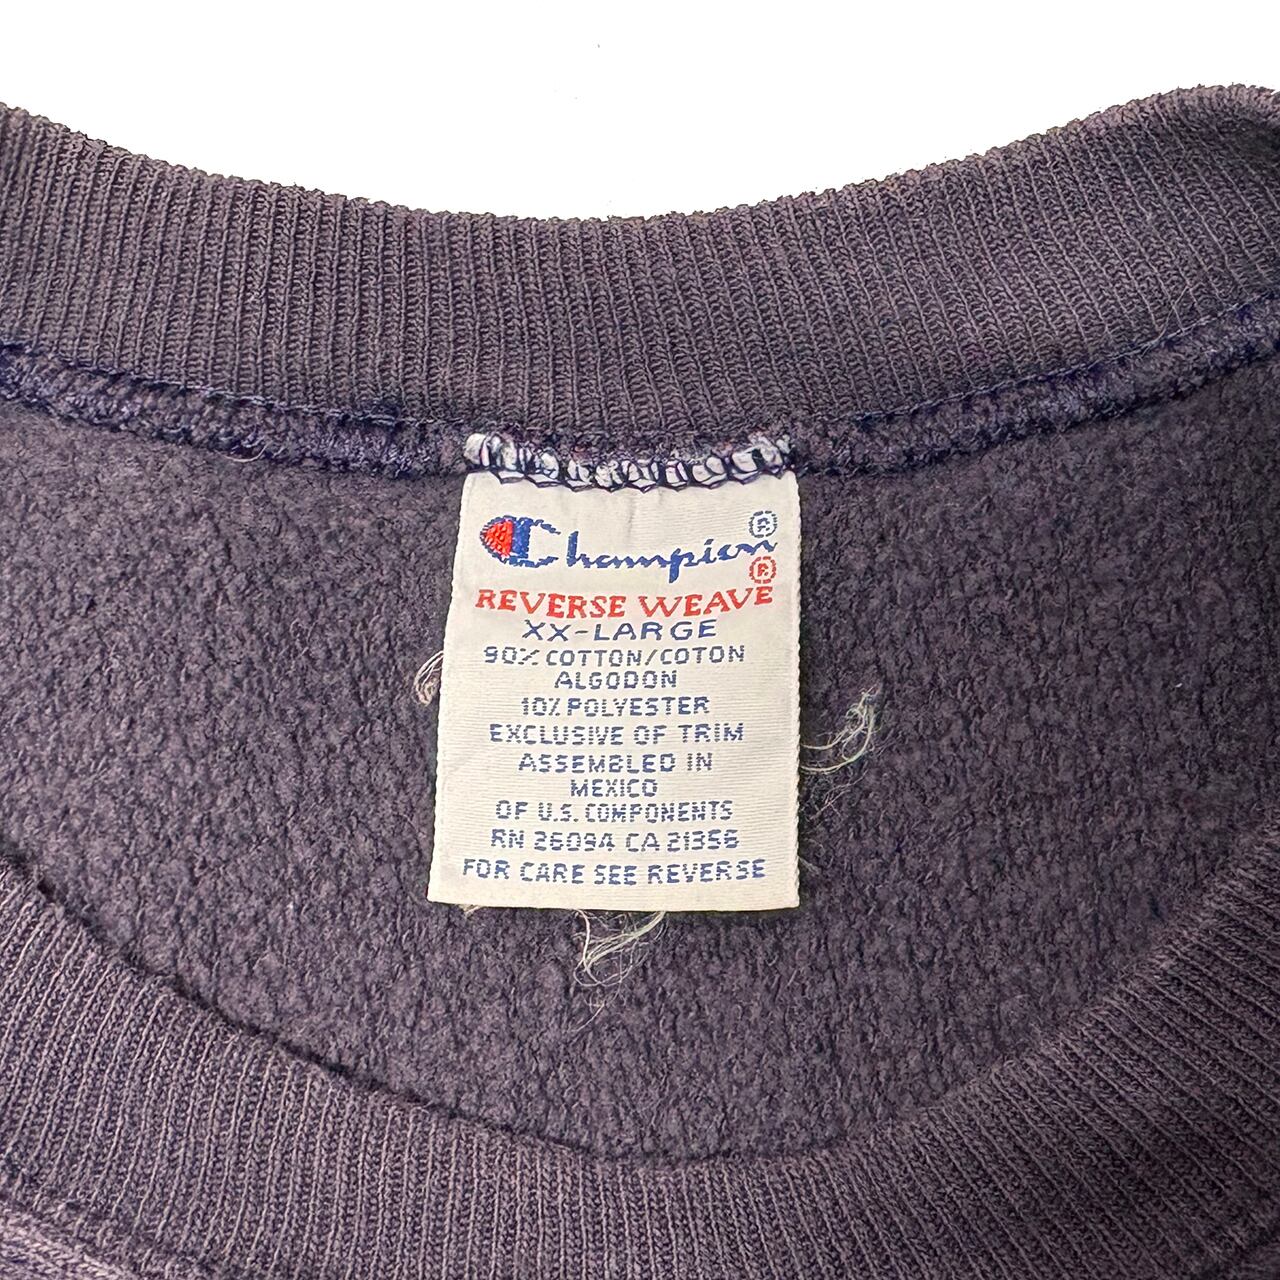 Champion®
REVERSE WEAVE®
XX-LARGE
90% COTTON/COTON
ALGODON
10% POLYESTER
EXCLUSIVE OF TRIM
ASSEMBLED IN
MEXICO
OF U.S. COMPONENTS
RN 26094 CA 21356
FOR CARE SEE REVERSE